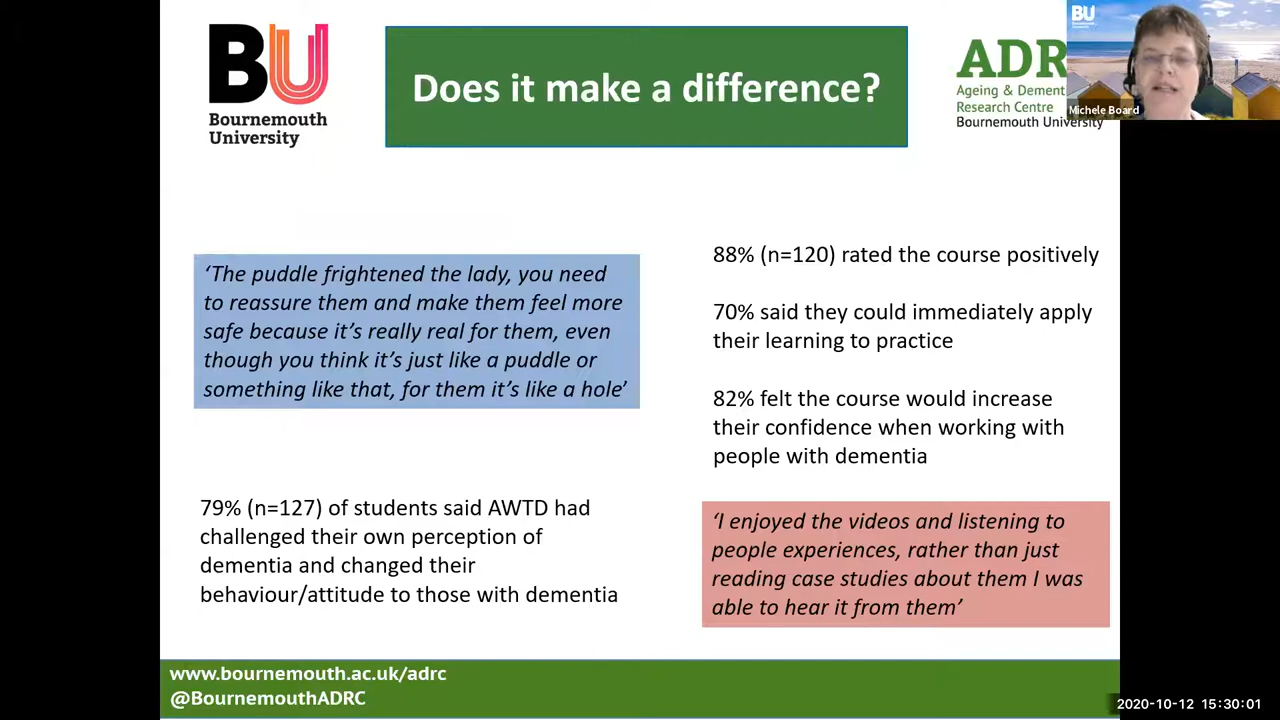 BU
Bournemouth
University
Does it make a difference?
ADR
Ageing & Dement
Research Centre
Bournemouth University
BU
Michele Board
‘The puddle frightened the lady, you need
to reassure them and make them feel more
safe because it’s really real for them, even
though you think it’s just like a puddle or
something like that, for them it’s like a hole’
79% (n=127) of students said AWTD had
challenged their own perception of
dementia and changed their
behaviour/attitude to those with dementia
88% (n=120) rated the course positively
70% said they could immediately apply
their learning to practice
82% felt the course would increase
their confidence when working with
people with dementia
‘I enjoyed the videos and listening to
people experiences, rather than just
reading case studies about them I was
able to hear it from them’
www.bournemouth.ac.uk/adrc
@BournemouthADRC
2020-10-12 15:30:01